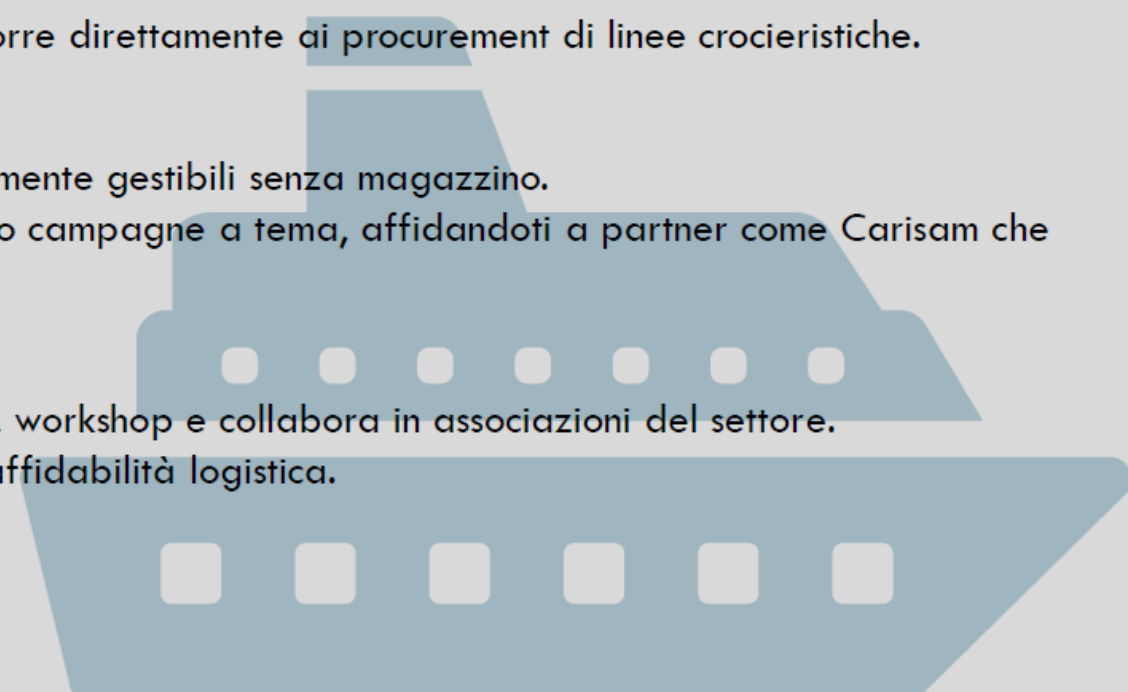 orre direttamente ai procurement di linee crocieristiche.
mente gestibili senza magazzino.
o campagne a tema, affidandoti a partner come Carisam che
workshop e collabora in associazioni del settore.
affidabilità logistica.